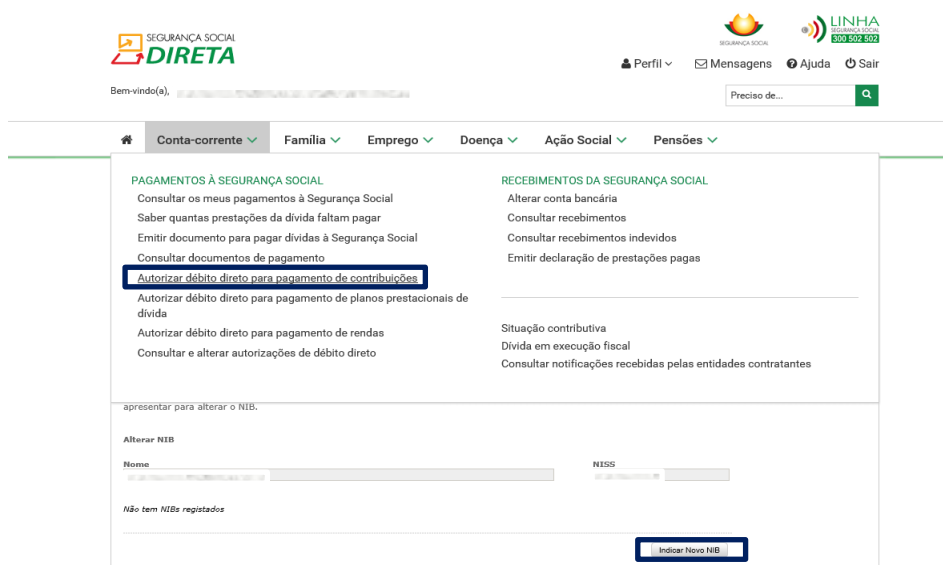 SEGURANÇA SOCIAL
DIRETA
SEGURANÇA SOCIAL
LINHA
SEGURANÇA SOCIAL
300 502 502
Perfil
Mensagens
Ajuda
Sair
Bem-vindo(a),
Preciso de...
Conta-corrente
Família
Emprego
Doença
Ação Social
Pensões
PAGAMENTOS À SEGURANÇA SOCIAL
Consultar os meus pagamentos à Segurança Social
Saber quantas prestações da dívida faltam pagar
Emitir documento para pagar dívidas à Segurança Social
Consultar documentos de pagamento
Autorizar débito direto para pagamento de contribuições
Autorizar débito direto para pagamento de planos prestacionais de
dívida
Autorizar débito direto para pagamento de rendas
Consultar e alterar autorizações de débito direto
RECEBIMENTOS DA SEGURANÇA SOCIAL
Alterar conta bancária
Consultar recebimentos
Consultar recebimentos indevidos
Emitir declaração de prestações pagas
Situação contributiva
Dívida em execução fiscal
Consultar notificações recebidas pelas entidades contratantes
apresentar para alterar o NIB.
Alterar NIB
Nome
NISS
Não tem NIBs registados
Indicar Novo NIB